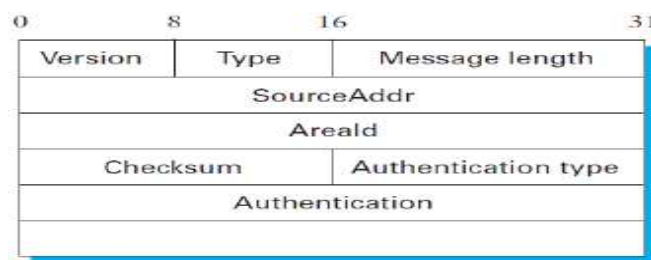 0 8 16 31
Version Type Message length
SourceAddr
AreaId
Checksum Authentication type
Authentication